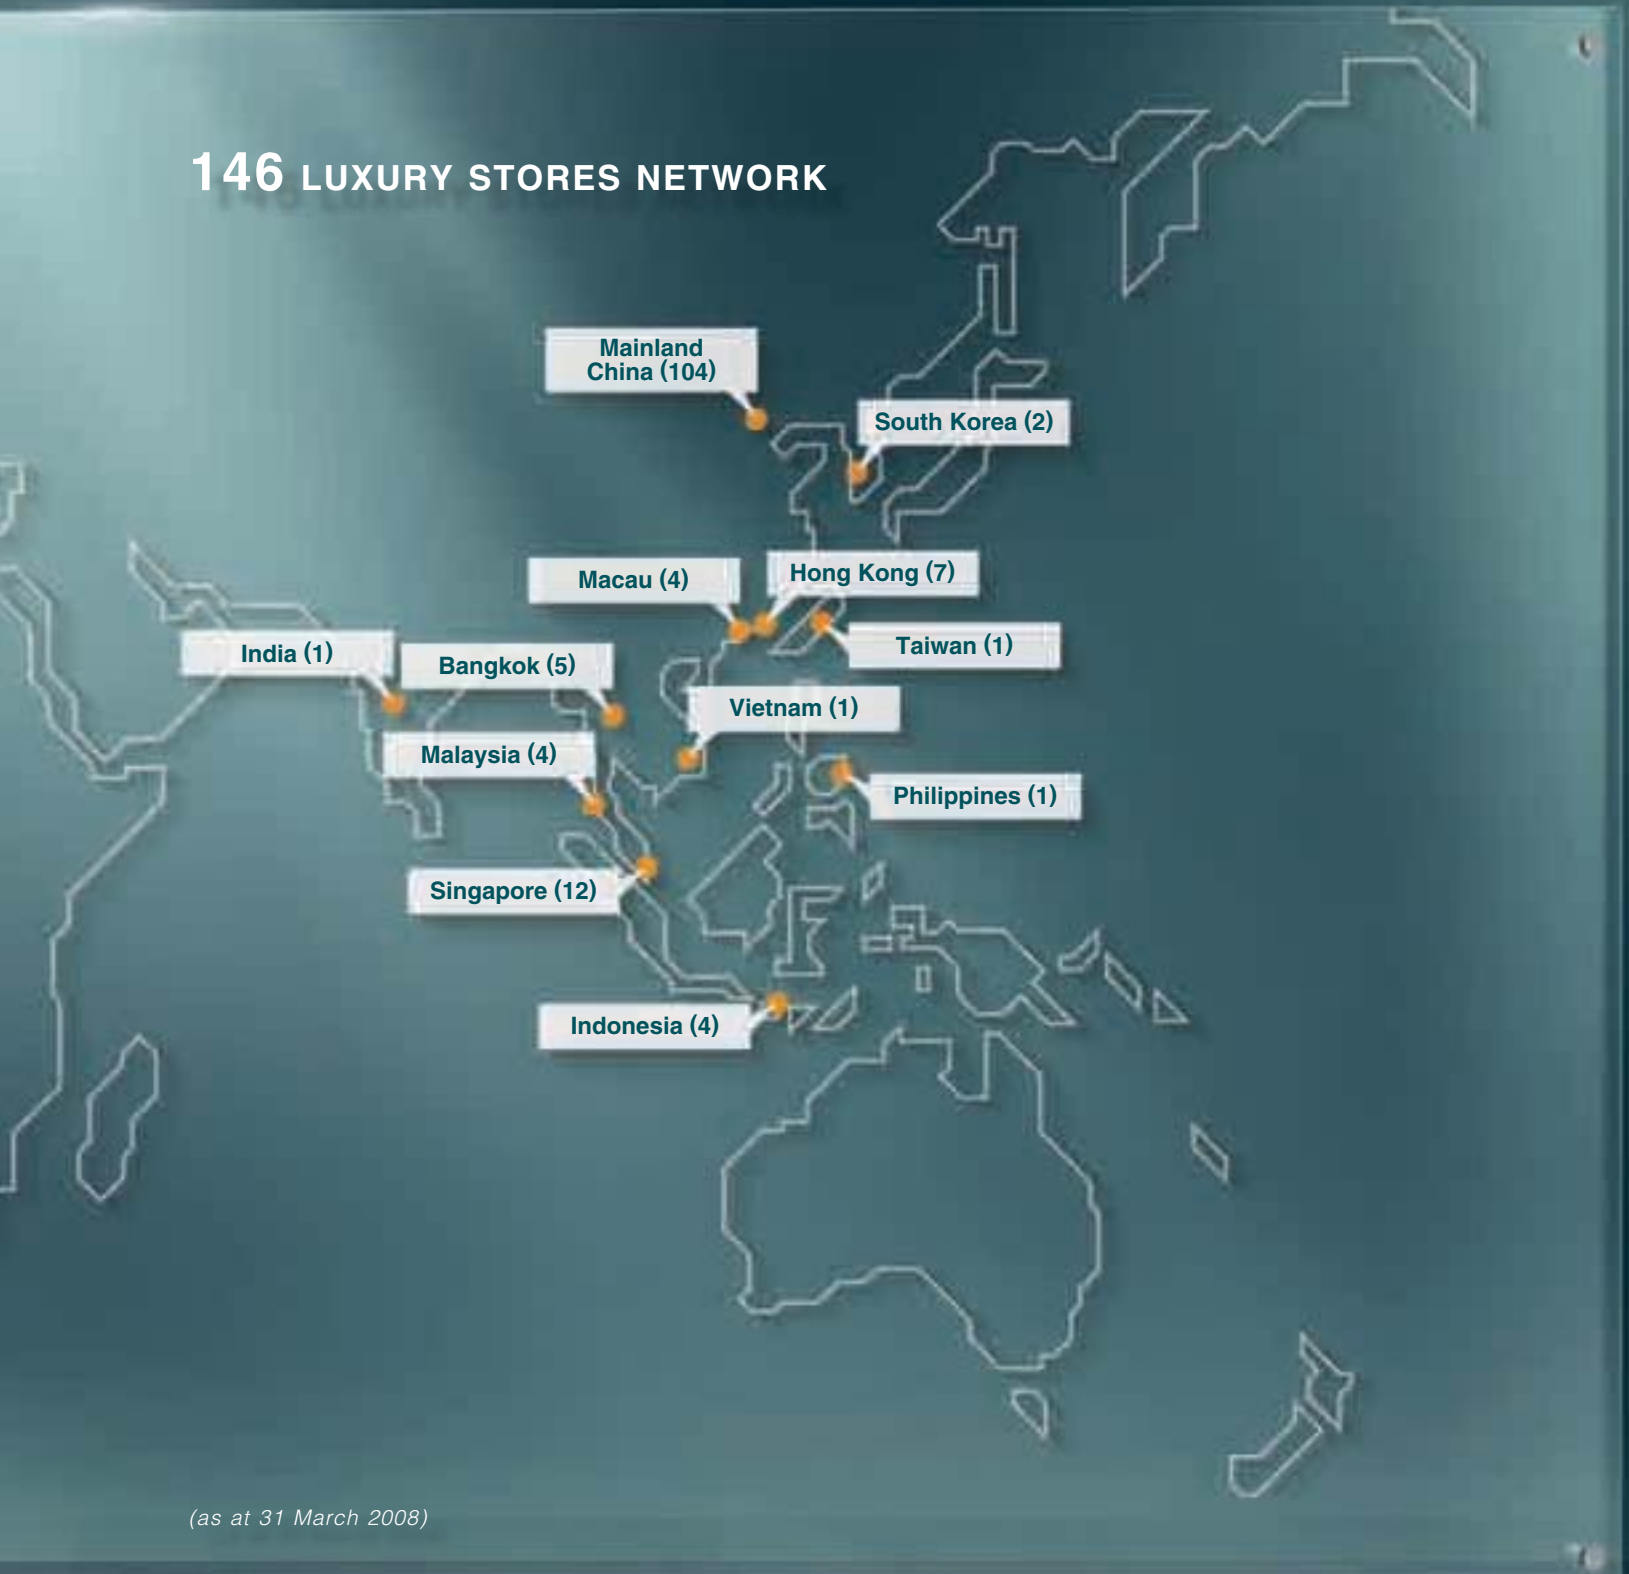 146 LUXURY STORES NETWORK
Mainland
China (104)
South Korea (2)
Macau (4)
Hong Kong (7)
India (1)
Bangkok (5)
Taiwan (1)
Vietnam (1)
Malaysia (4)
Philippines (1)
Singapore (12)
Indonesia (4)
(as at 31 March 2008)